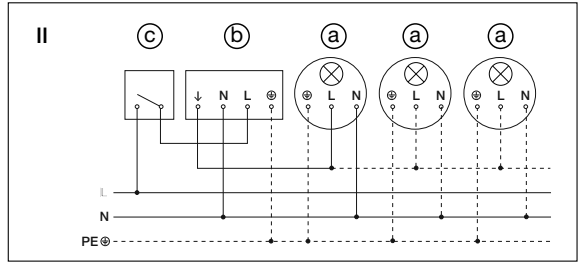 II c b a a a
↓ N L ⏚ ⏚ L N ⏚ L N ⏚ L N
L
N
PE ⏚